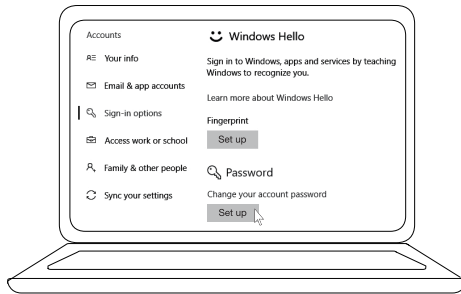 Accounts
Your info
Email & app accounts
Sign-in options
Access work or school
Family & other people
Sync your settings
Windows Hello
Sign in to Windows, apps and services by teaching
Windows to recognize you.
Learn more about Windows Hello
Fingerprint
Set up
Password
Change your account password
Set up